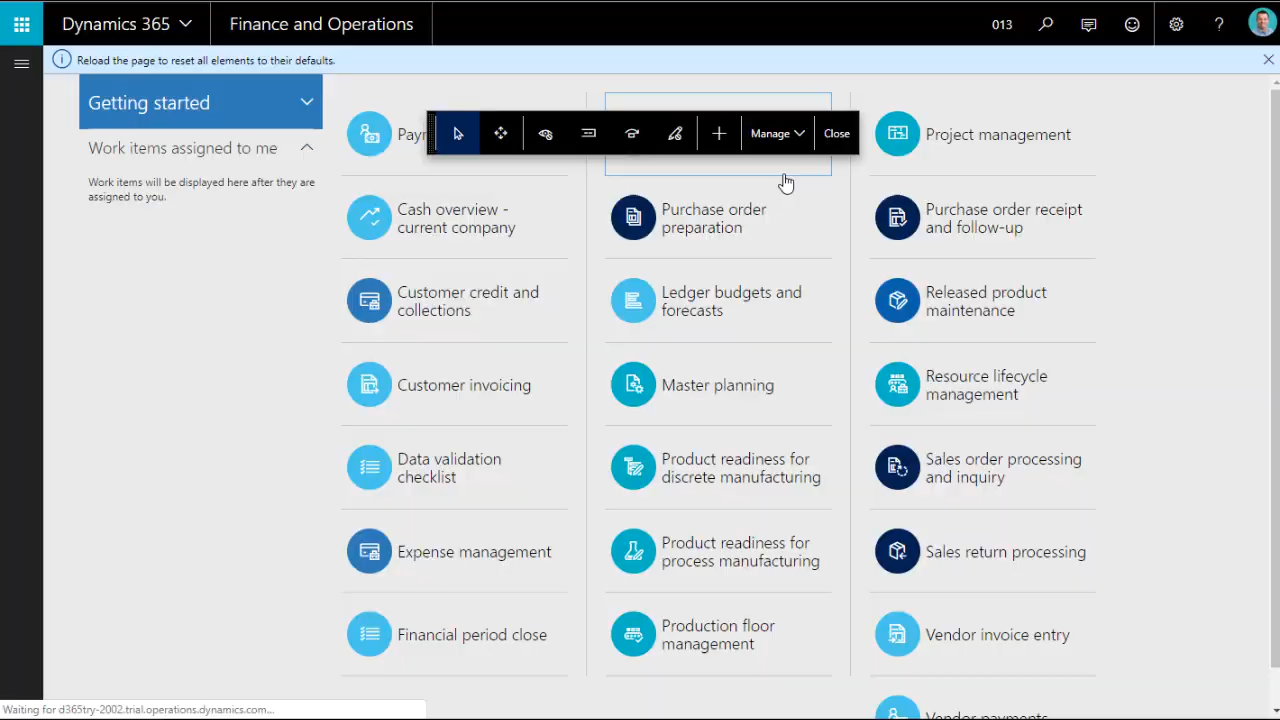 Dynamics 365
Finance and Operations
013
?
Reload the page to reset all elements to their defaults.
Getting started
Work items assigned to me
Work items will be displayed here after they are
assigned to you.
Manage
Close
Project management
Cash overview -
current company
Purchase order
preparation
Purchase order receipt
and follow-up
Customer credit and
collections
Ledger budgets and
forecasts
Released product
maintenance
Customer invoicing
Master planning
Resource lifecycle
management
Data validation
checklist
Product readiness for
discrete manufacturing
Sales order processing
and inquiry
Expense management
Product readiness for
process manufacturing
Sales return processing
Financial period close
Production floor
management
Vendor invoice entry
Vendor payments
Waiting for d365try-2002.trial.operations.dynamics.com...